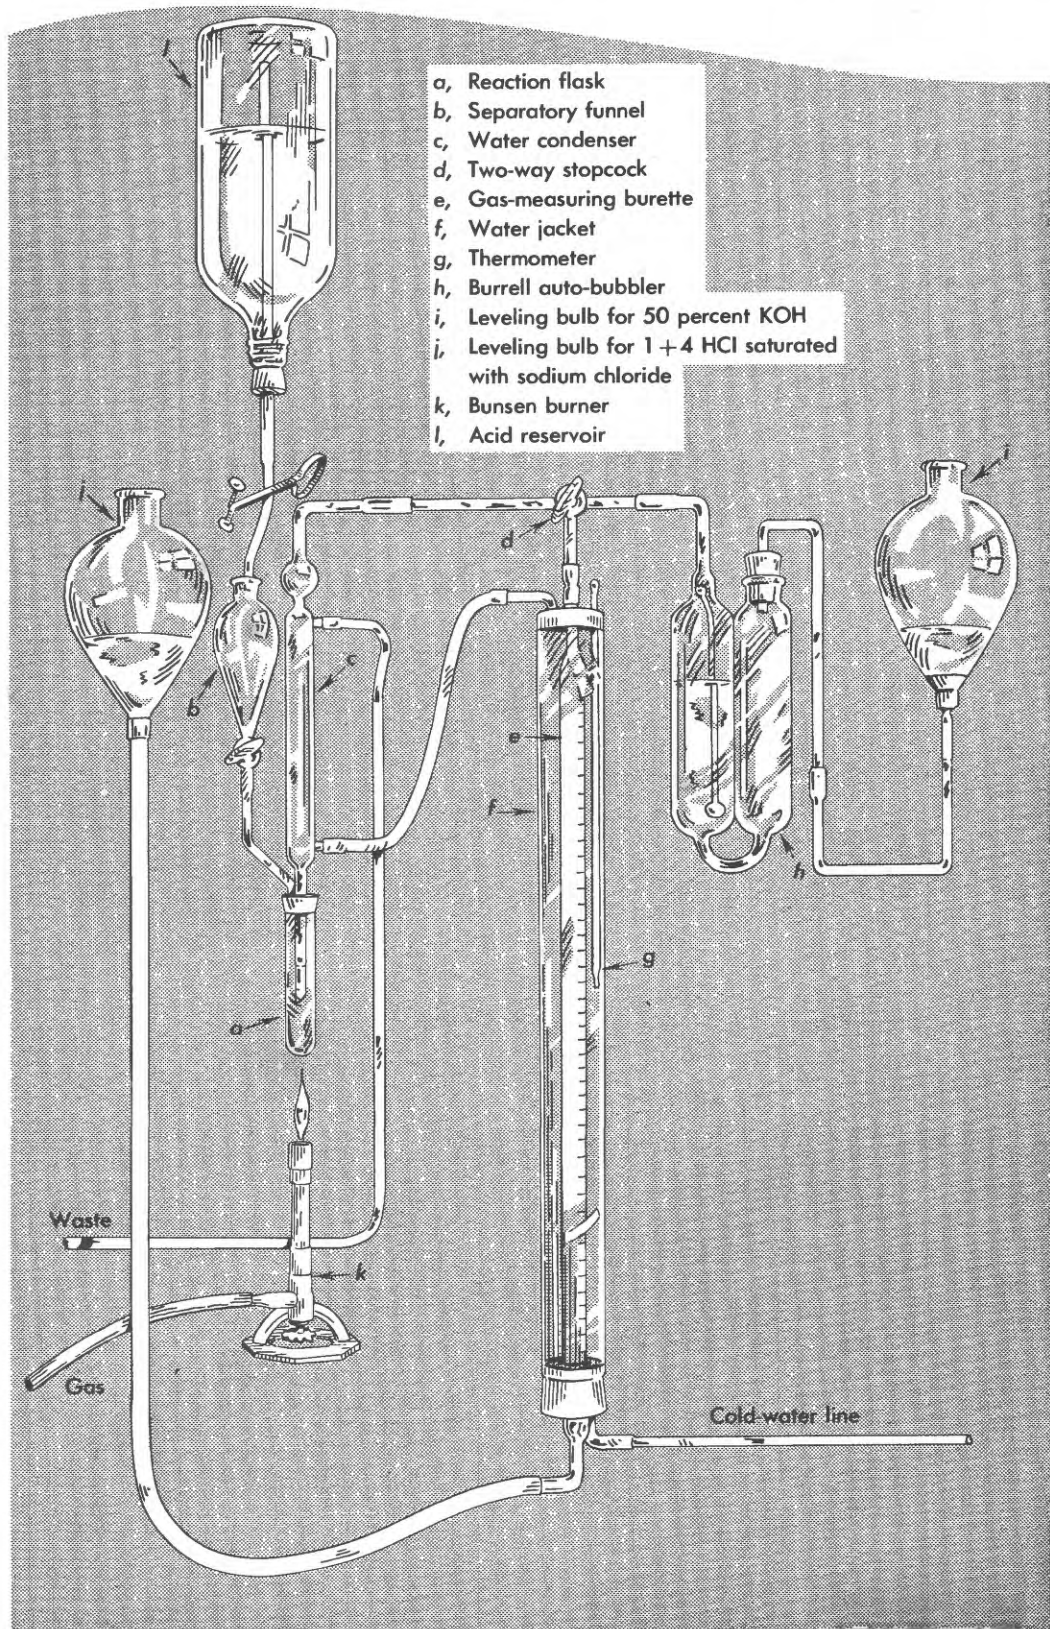 l
a, Reaction flask
b, Separatory funnel
c, Water condenser
d, Two-way stopcock
e, Gas-measuring burette
f, Water jacket
g, Thermometer
h, Burrell auto-bubbler
i, Leveling bulb for 50 percent KOH
j, Leveling bulb for 1+4 HCl saturated
with sodium chloride
k, Bunsen burner
l, Acid reservoir
j
i
d
c
b
e
f
h
g
a
Waste
k
Gas
Cold-water line